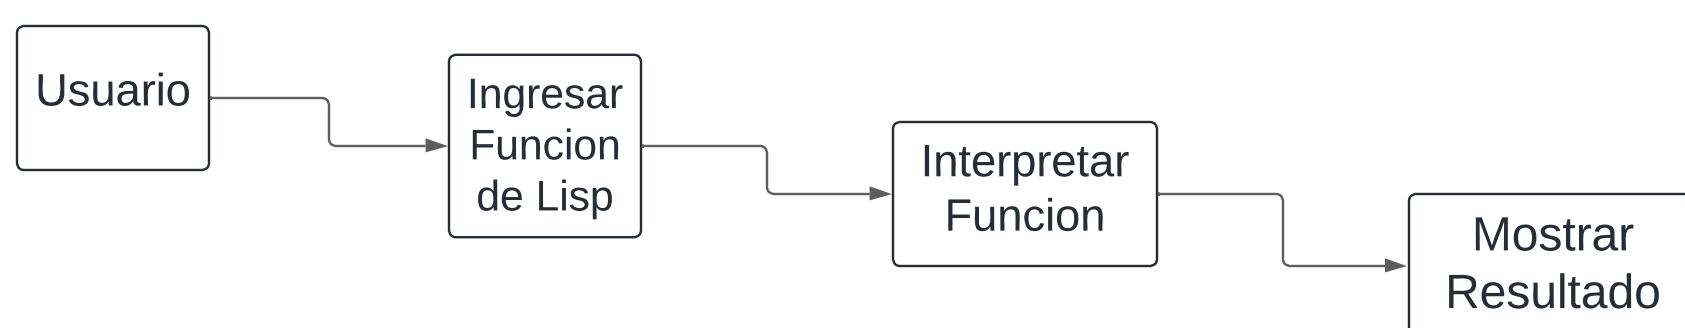 Usuario
Ingresar
Funcion
de Lisp
Interpretar
Funcion
Mostrar
Resultado